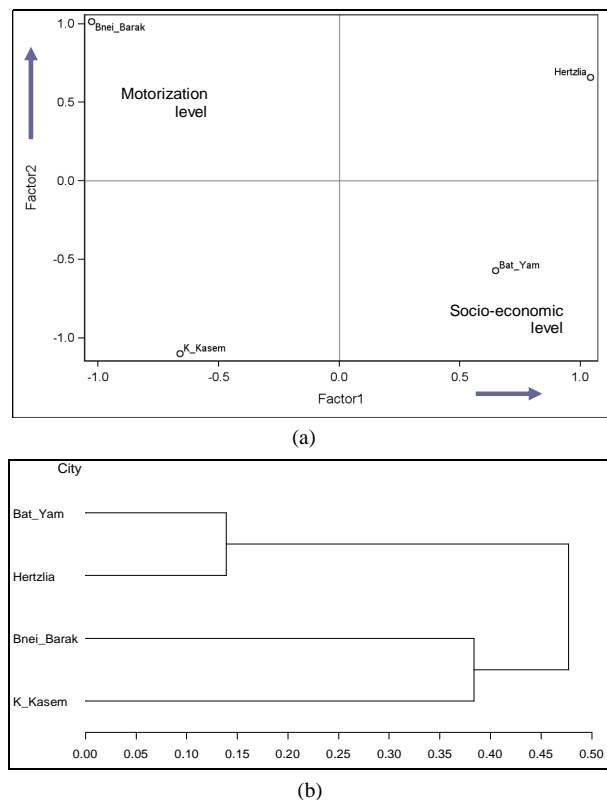 1.0
Bnei_Barak
Hertzlia
Motorization
level
0.5
Factor2
0.0
-0.5
Bat_Yam
Socio-economic
level
-1.0
K_Kasem
-1.0 -0.5 0.0 0.5 1.0
Factor1
(a)
City
Bat_Yam
Hertzlia
Bnei_Barak
K_Kasem
0.00 0.05 0.10 0.15 0.20 0.25 0.30 0.35 0.40 0.45 0.50
(b)